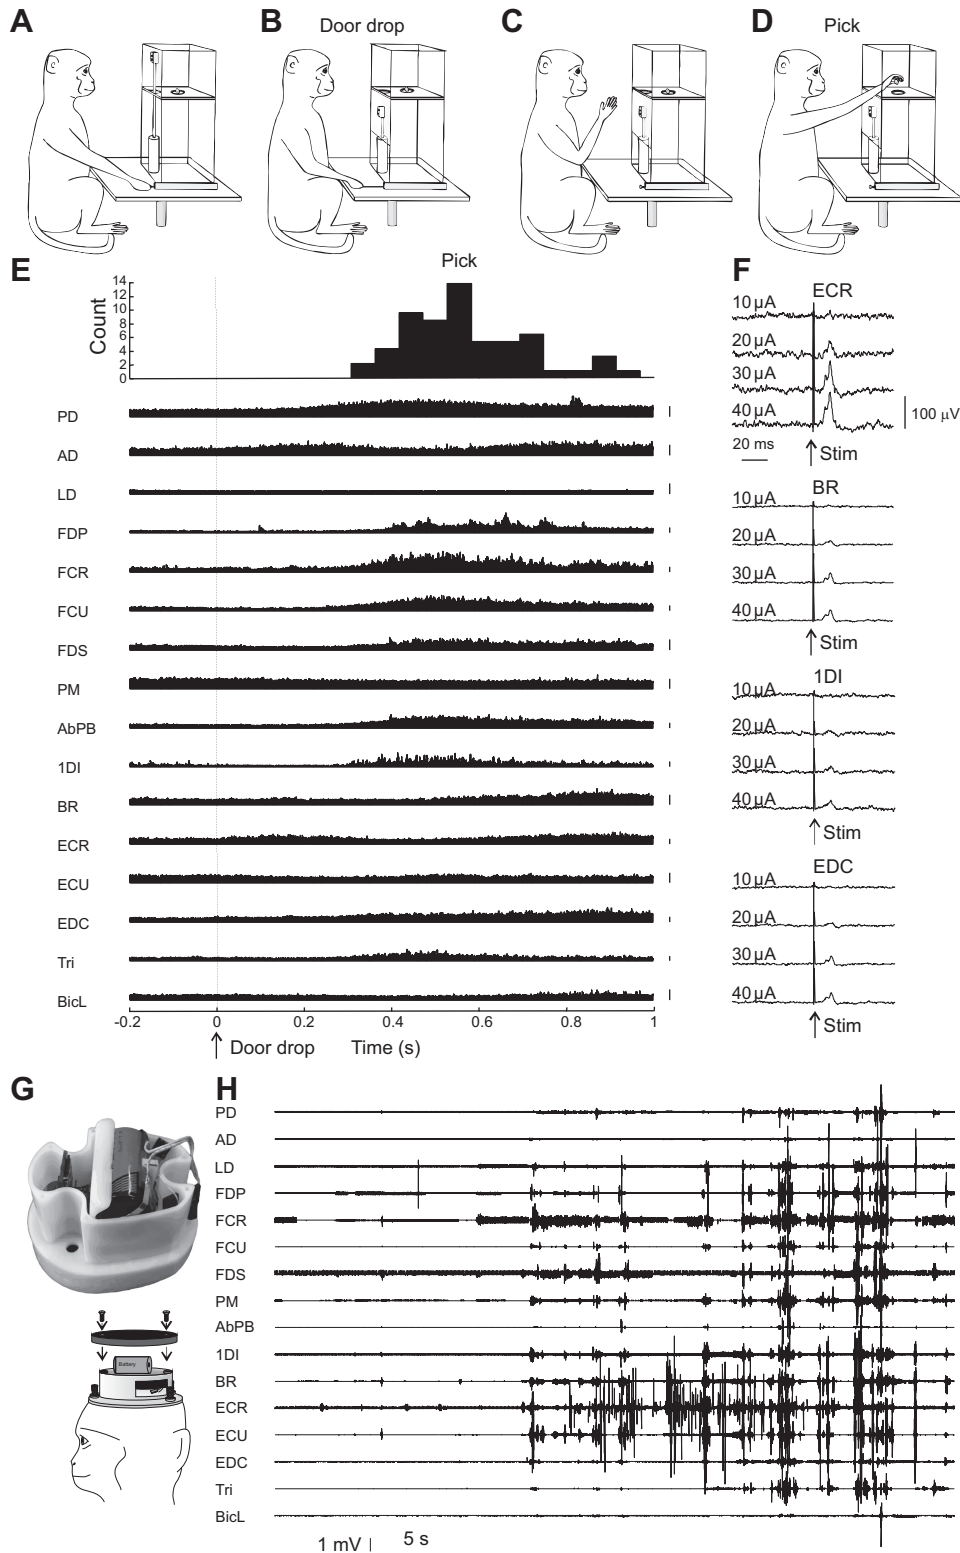 A
B
Door drop
C
D
Pick
E
Pick
Count
14
12
10
8
6
4
2
0
PD
AD
LD
FDP
FCR
FCU
FDS
PM
AbPB
1DI
BR
ECR
ECU
EDC
Tri
BicL
-0.2 0 0.2 0.4 0.6 0.8 1
Door drop Time (s)
F
ECR
10 µA
20 µA
30 µA
40 µA
100 µV
20 ms
Stim
BR
10 µA
20 µA
30 µA
40 µA
Stim
1DI
10 µA
20 µA
30 µA
40 µA
Stim
EDC
10 µA
20 µA
30 µA
40 µA
Stim
G
Battery
H
PD
AD
LD
FDP
FCR
FCU
FDS
PM
AbPB
1DI
BR
ECR
ECU
EDC
Tri
BicL
1 mV 5 s